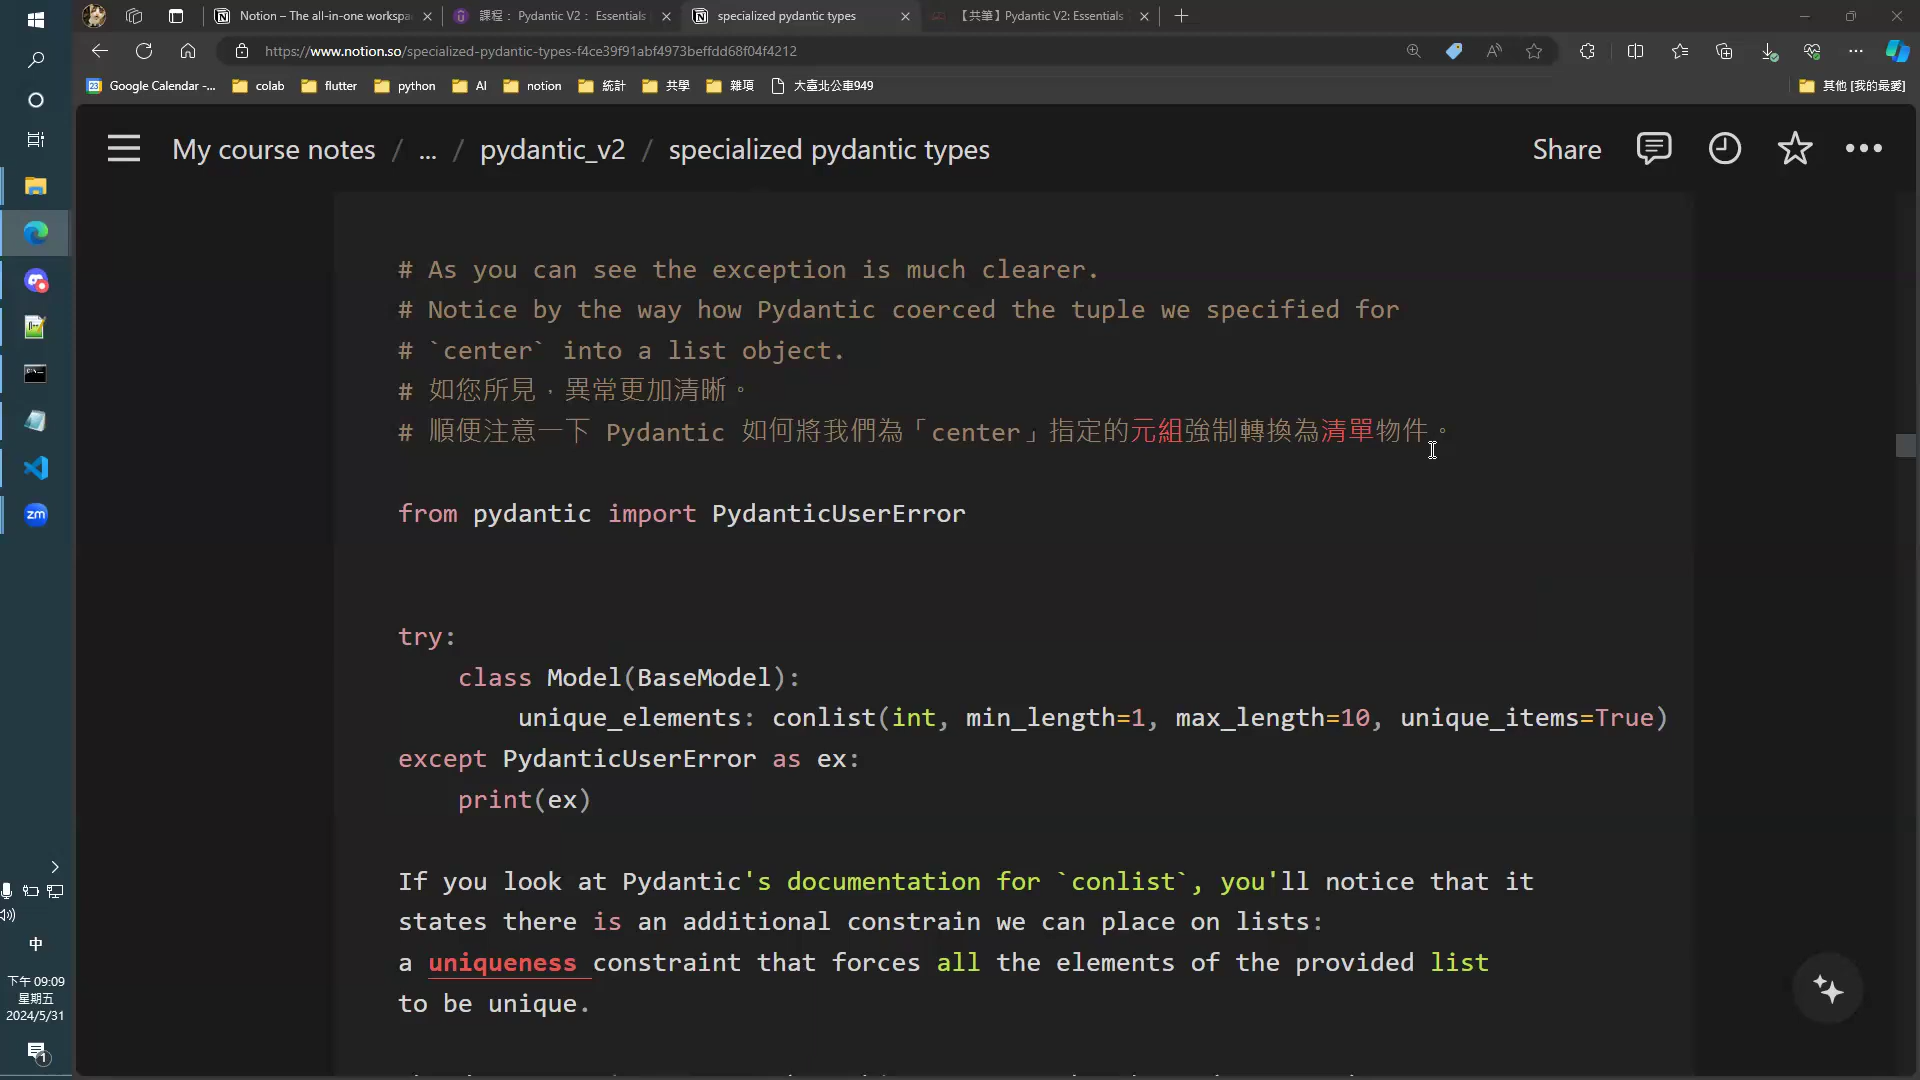 Notion – The all-in-one workspa
課程： Pydantic V2： Essentials
specialized pydantic types
【共筆】Pydantic V2: Essentials
https://www.notion.so/specialized-pydantic-types-f4ce39f91abf4973beffdd68f04f4212
Google Calendar -...
colab
flutter
python
AI
notion
統計
共學
雜項
大臺北公車949
其他 [我的最愛]
My course notes / ... / pydantic_v2 / specialized pydantic types
Share
# As you can see the exception is much clearer.
# Notice by the way how Pydantic coerced the tuple we specified for
# `center` into a list object.
# 如您所見，異常更加清晰。
# 順便注意一下 Pydantic 如何將我們為「center」指定的元組強制轉換為清單物件。
from pydantic import PydanticUserError
try:
class Model(BaseModel):
unique_elements: conlist(int, min_length=1, max_length=10, unique_items=True)
except PydanticUserError as ex:
print(ex)
If you look at Pydantic's documentation for `conlist`, you'll notice that it
states there is an additional constrain we can place on lists:
a uniqueness constraint that forces all the elements of the provided list
to be unique.
zm
中
下午 09:09
星期五
2024/5/31
1